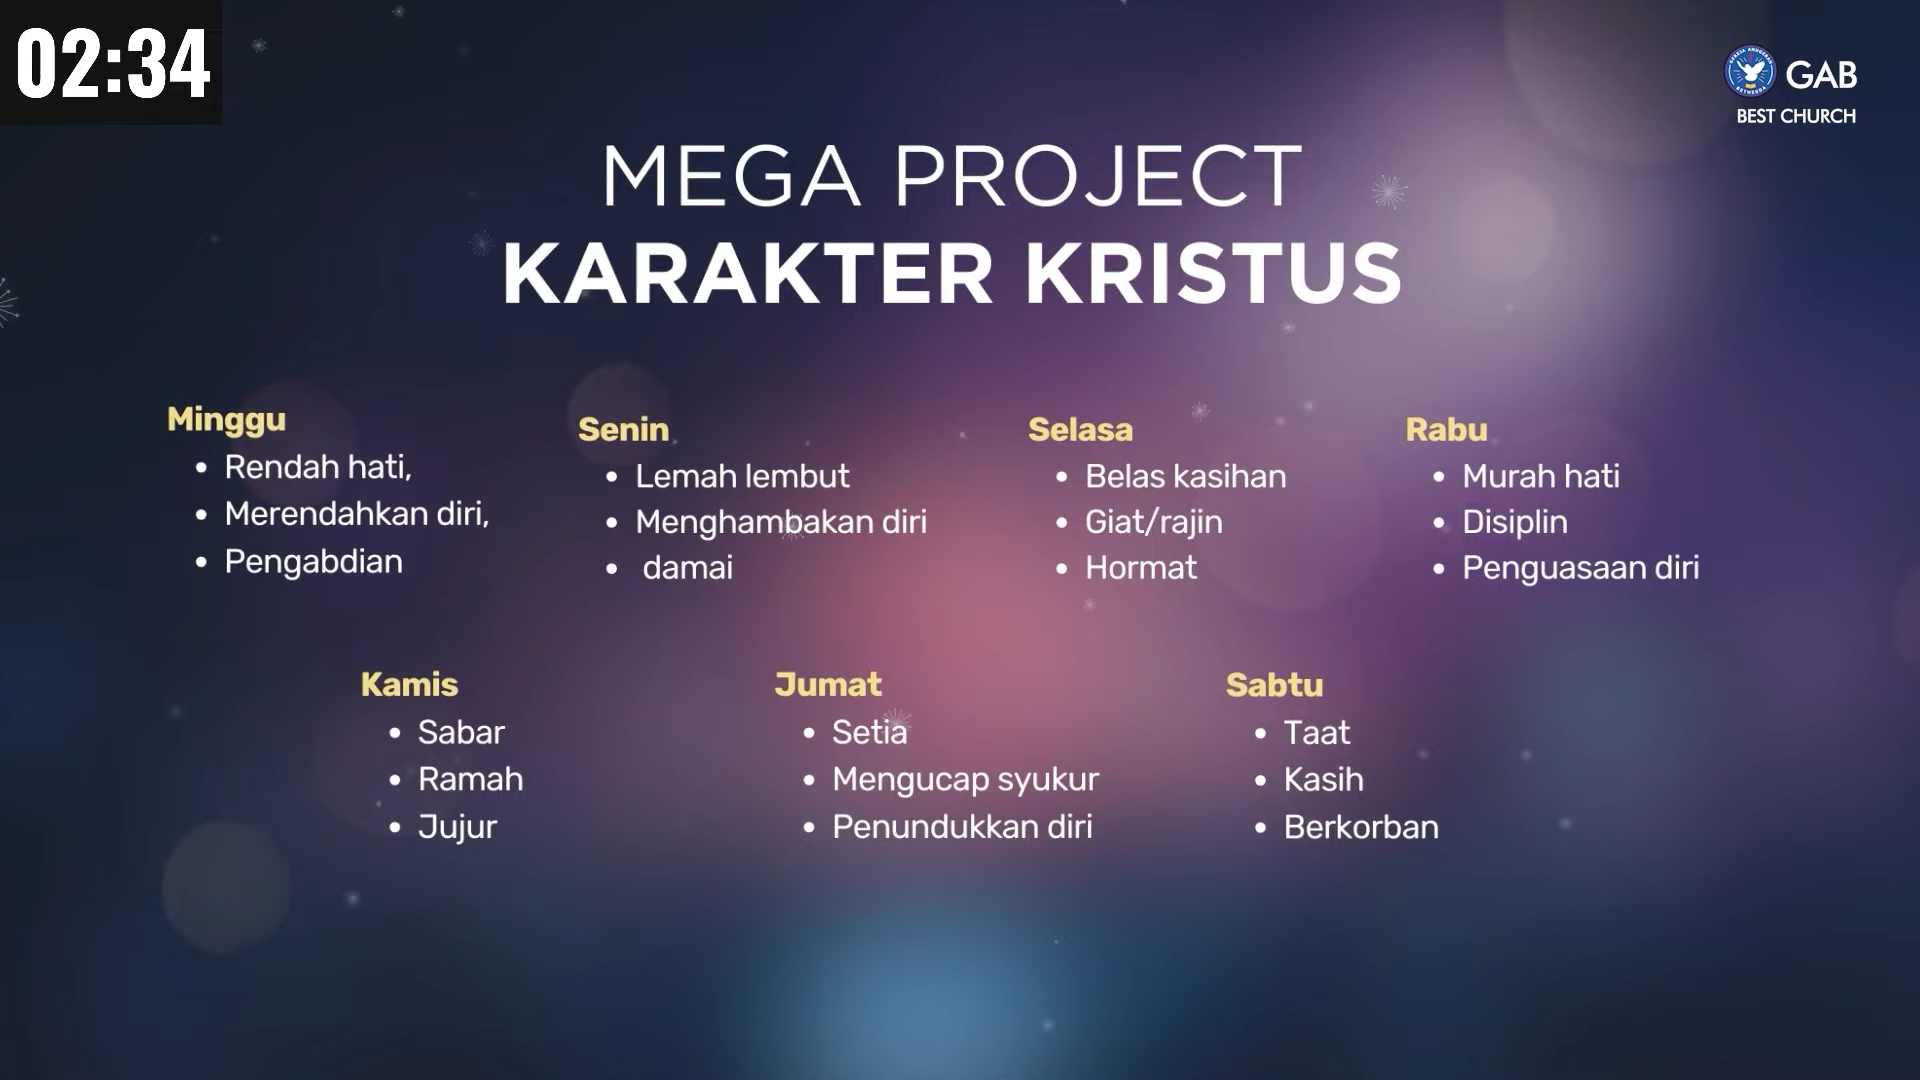 02:34
GAB
BEST CHURCH
MEGA PROJECT
KARAKTER KRISTUS
Minggu
• Rendah hati,
• Merendahkan diri,
• Pengabdian
Senin
• Lemah lembut
• Menghambakan diri
• damai
Selasa
• Belas kasihan
• Giat/rajin
• Hormat
Rabu
• Murah hati
• Disiplin
• Penguasaan diri
Kamis
• Sabar
• Ramah
• Jujur
Jumat
• Setia
• Mengucap syukur
• Penundukkan diri
Sabtu
• Taat
• Kasih
• Berkorban